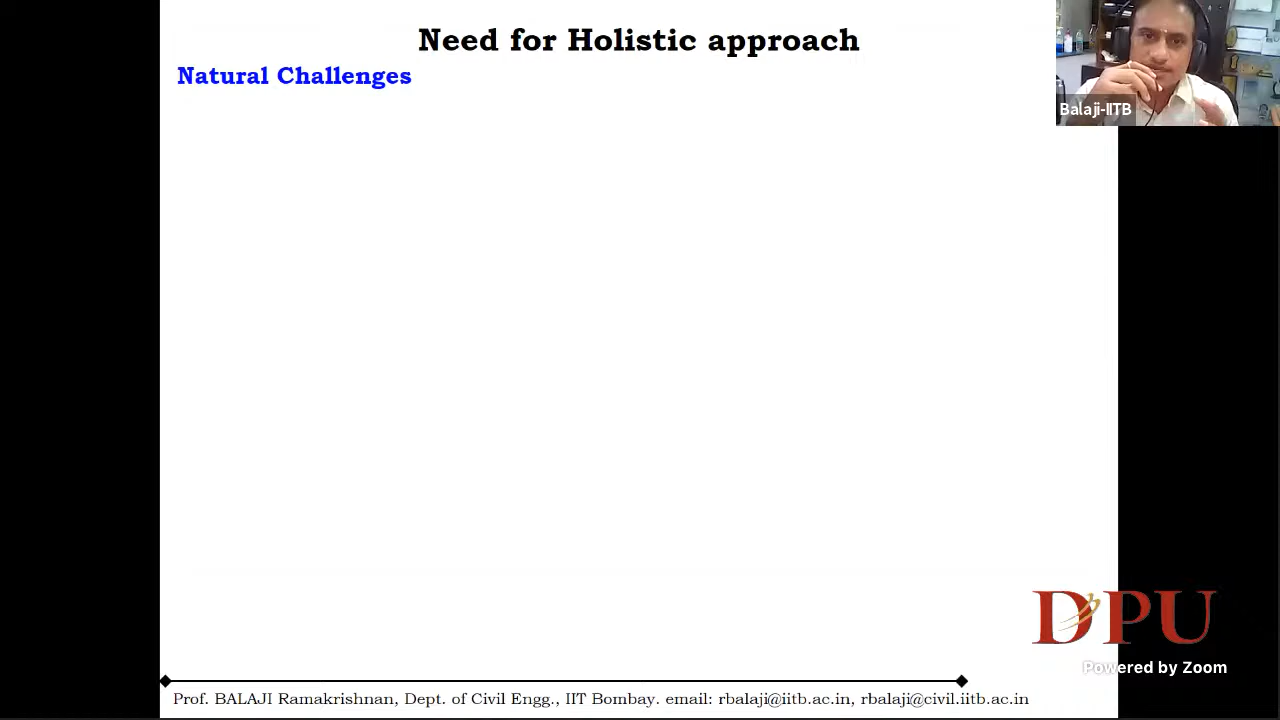 Need for Holistic approach
Natural Challenges
Balaji-IITB
DPU
Powered by Zoom
Prof. BALAJI Ramakrishnan, Dept. of Civil Engg., IIT Bombay. email: rbalaji@iitb.ac.in, rbalaji@civil.iitb.ac.in